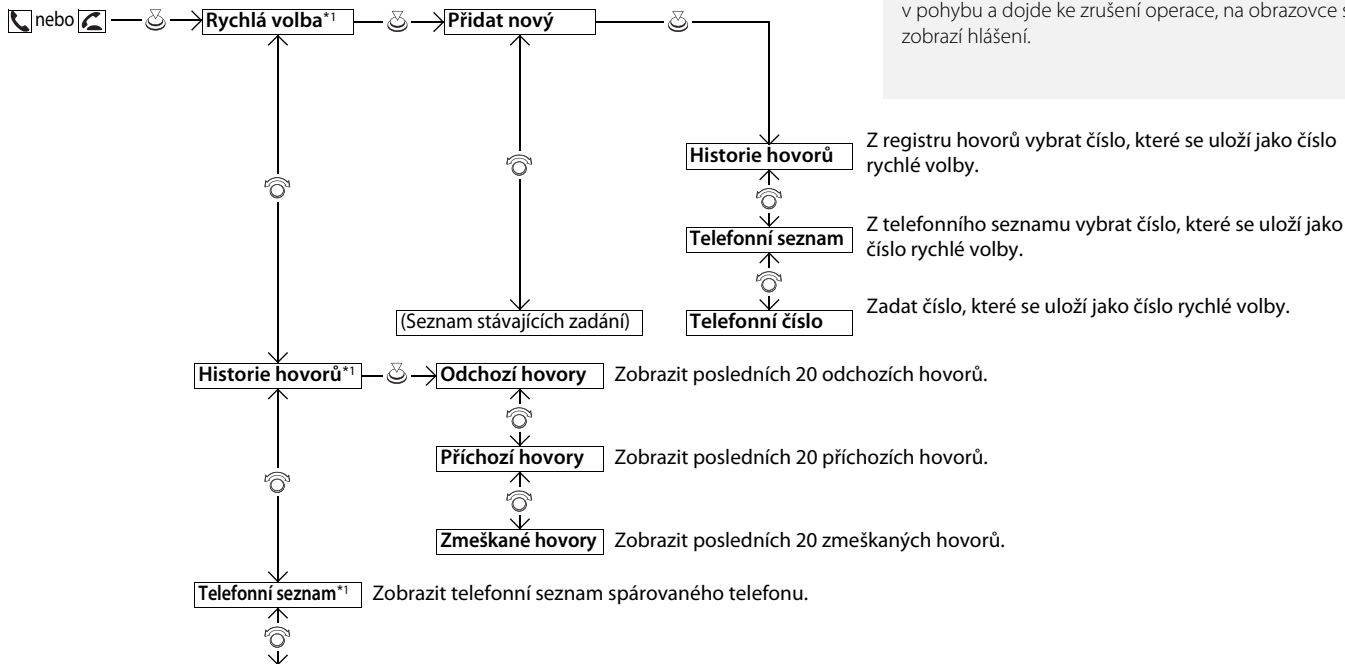 v pohybu a dojde ke zrušení operace, na obrazovce s
zobrazí hlášení.
nebo
Rychlá volba*1
Přidat nový
Historie hovorů
Z registru hovorů vybrat číslo, které se uloží jako číslo
rychlé volby.
Telefonní seznam
Z telefonního seznamu vybrat číslo, které se uloží jako
číslo rychlé volby.
(Seznam stávajících zadání)
Telefonní číslo
Zadat číslo, které se uloží jako číslo rychlé volby.
Historie hovorů*1
Odchozí hovory
Zobrazit posledních 20 odchozích hovorů.
Příchozí hovory
Zobrazit posledních 20 příchozích hovorů.
Zmeškané hovory
Zobrazit posledních 20 zmeškaných hovorů.
Telefonní seznam*1
Zobrazit telefonní seznam spárovaného telefonu.